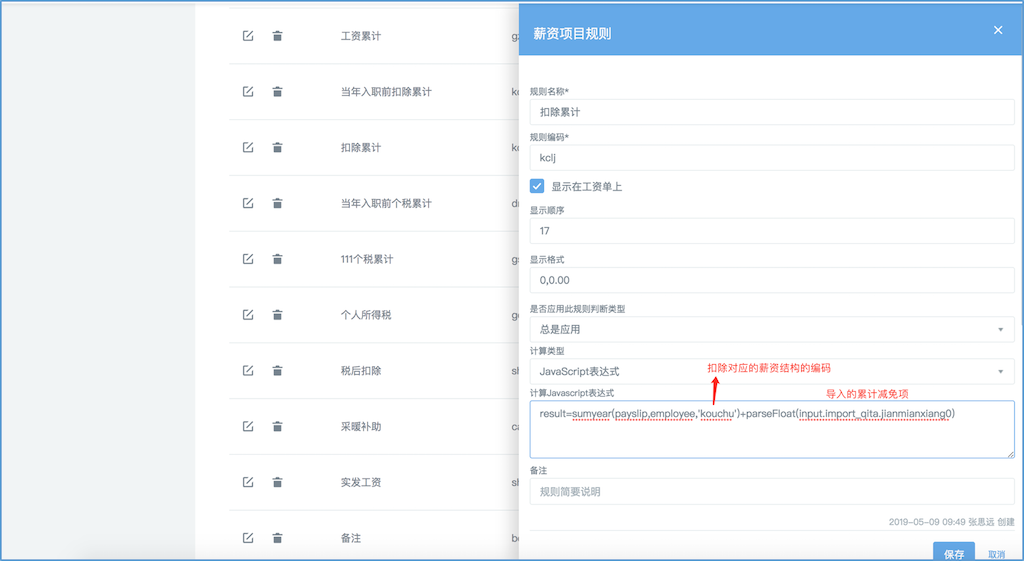 工资累计
当年入职前扣除累计
扣除累计
当年入职前个税累计
111个税累计
个人所得税
税后扣除
采暖补助
实发工资
备注
薪资项目规则
规则名称*
扣除累计
规则编码*
kclj
显示在工资单上
显示顺序
17
显示格式
0,0.00
是否应用此规则判断类型
总是应用
计算类型
JavaScript表达式
扣除对应的薪资结构的编码
计算Javascript表达式
导入的累计减免项
result=sumyear(payslip,employee,'kouchu')+parseFloat(input.import_qita.jianmianxiang0)
备注
规则简要说明
2019-05-09 09:49 张思远 创建
保存 取消